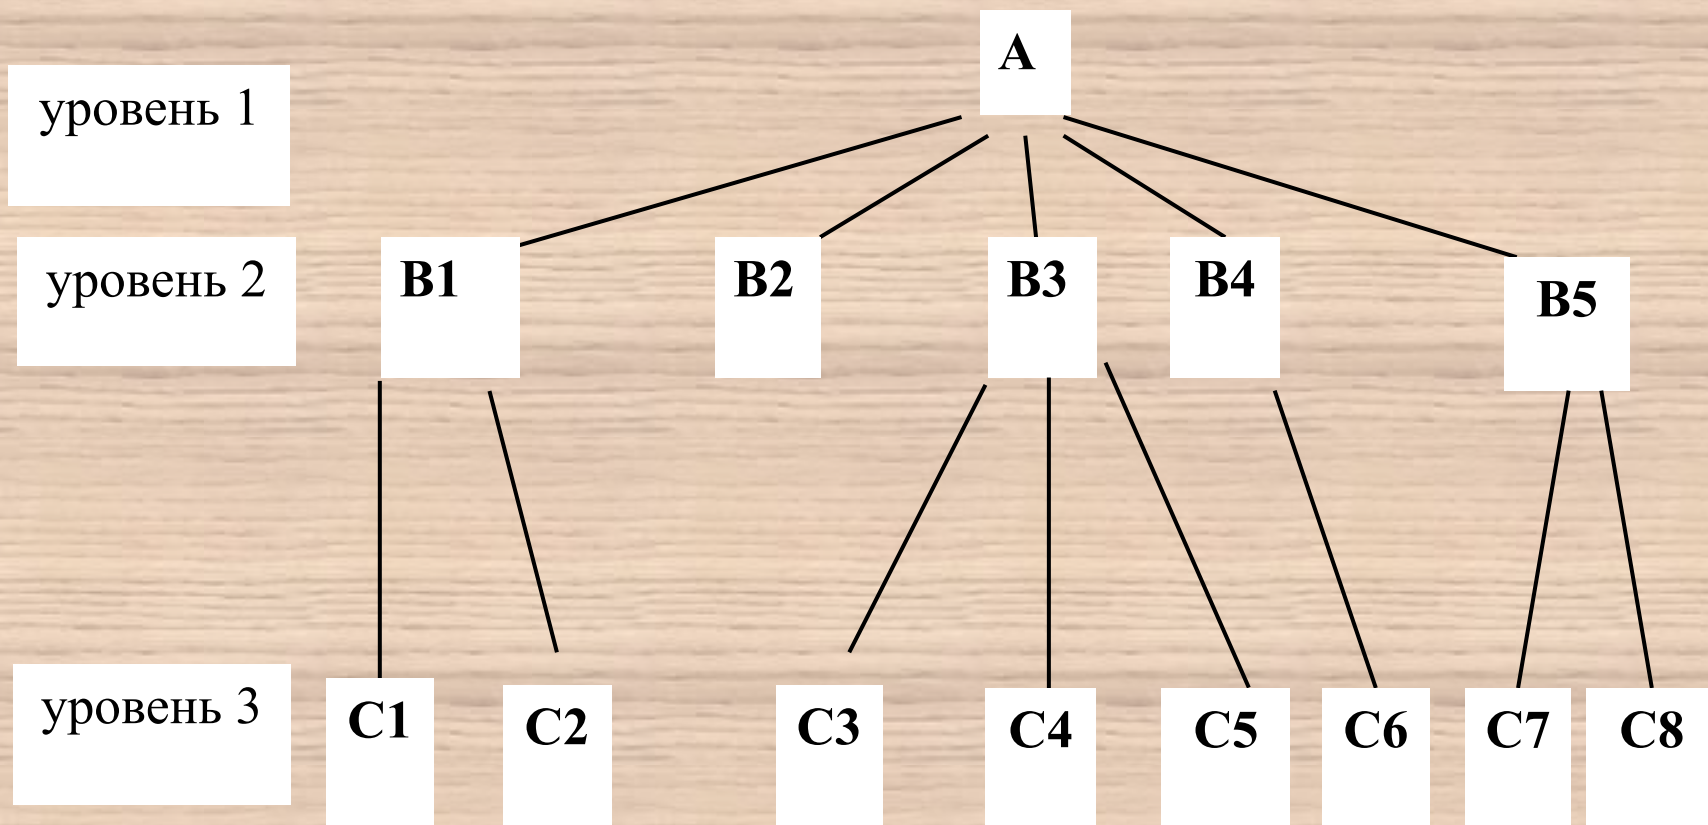 A
уровень 1
уровень 2
B1 B2 B3 B4 B5
уровень 3
C1 C2 C3 C4 C5 C6 C7 C8